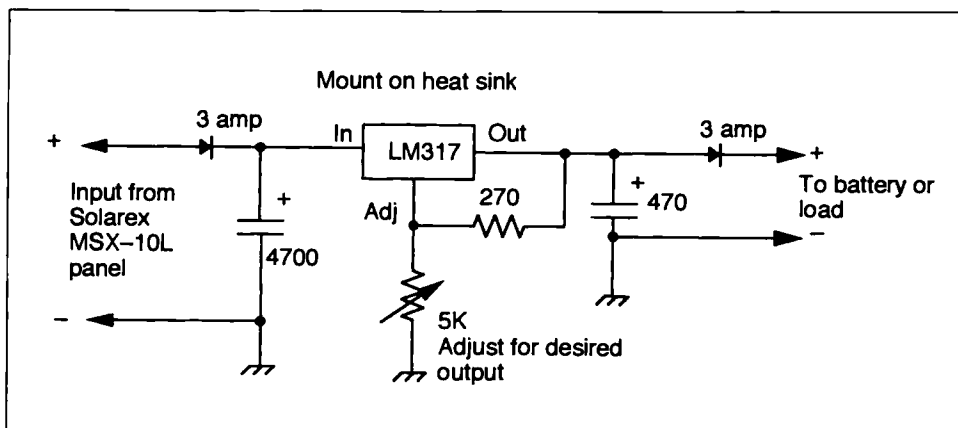 Mount on heat sink
3 amp
In
LM317
Out
3 amp
+
+
Input from
Solarex
MSX–10L
panel
+
4700
Adj
270
+
470
To battery or
load
–
–
5K
Adjust for desired
output